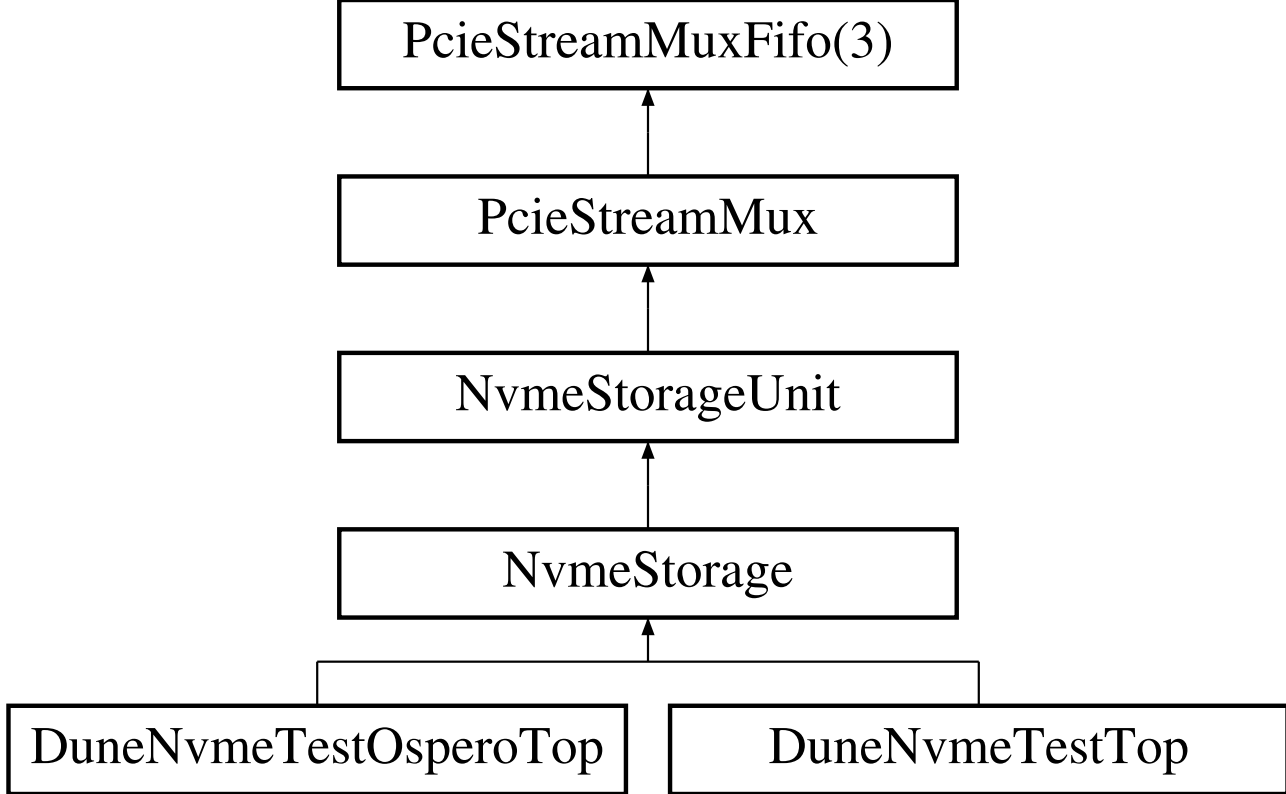 PcieStreamMuxFifo(3)
PcieStreamMux
NvmeStorageUnit
NvmeStorage
DuneNvmeTestOsperoTop
DuneNvmeTestTop